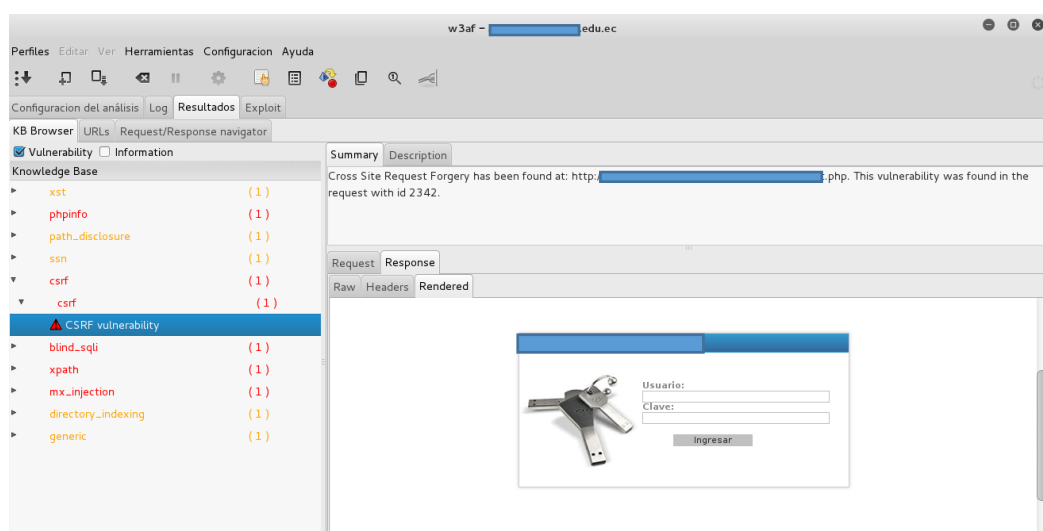 w3af - .edu.ec
Perfiles Editar Ver Herramientas Configuracion Ayuda
Configuracion del análisis Log Resultados Exploit
KB Browser URLs Request/Response navigator
Vulnerability Information
Knowledge Base
xst (1)
phpinfo (1)
path_disclosure (1)
ssn (1)
csrf (1)
csrf (1)
CSRF vulnerability
blind_sqli (1)
xpath (1)
mx_injection (1)
directory_indexing (1)
generic (1)
Summary Description
Cross Site Request Forgery has been found at: http:/ .php. This vulnerability was found in the
request with id 2342.
Request Response
Raw Headers Rendered
Usuario:
Clave:
Ingresar